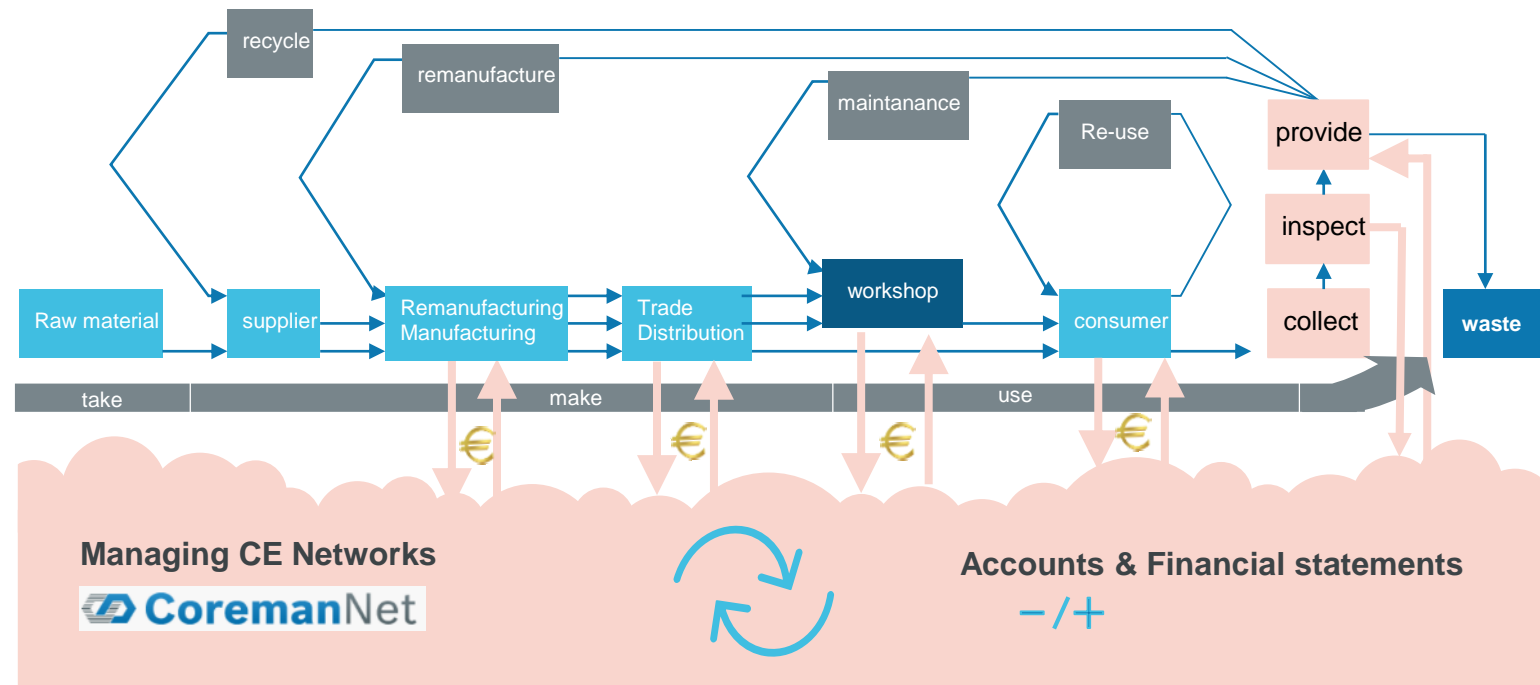 recycle
remanufacture
maintanance
Re-use
provide
inspect
collect
waste
Raw material
supplier
Remanufacturing
Manufacturing
Trade
Distribution
workshop
consumer
take
make
use
€
€
€
€
Managing CE Networks
CoremanNet
Accounts & Financial statements
−/+